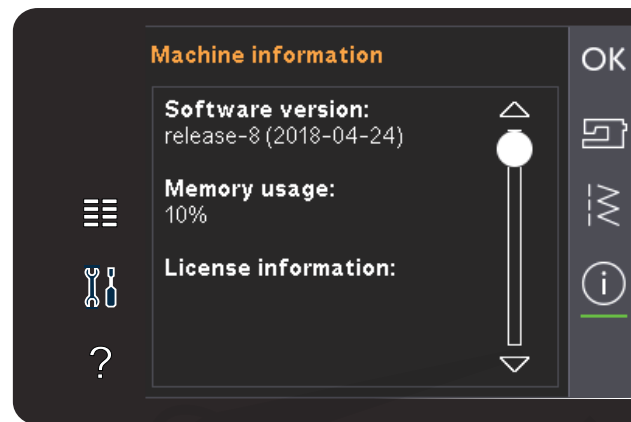 Machine information
OK
Software version:
release-8 (2018-04-24)
Memory usage:
10%
License information:
i
?